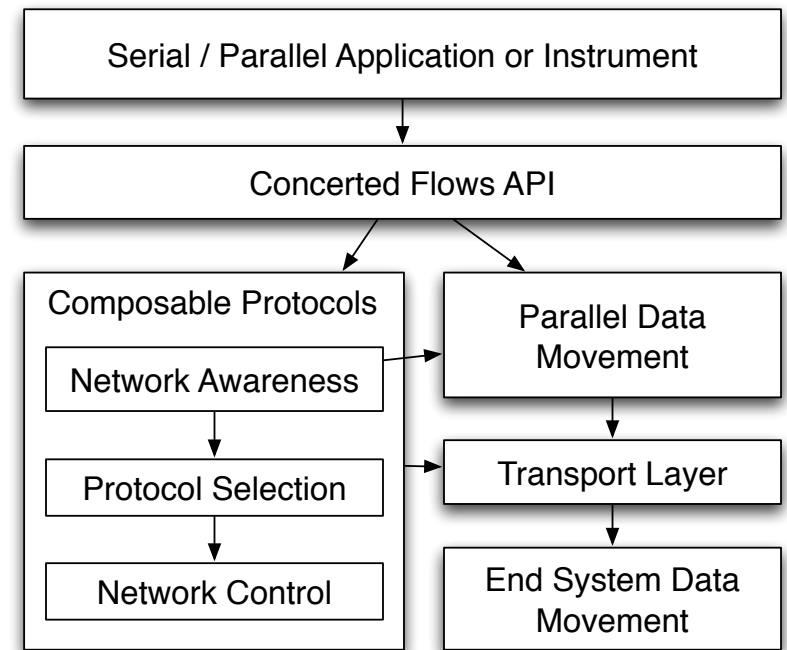 Serial / Parallel Application or Instrument
Concerted Flows API
Composable Protocols
Network Awareness
Protocol Selection
Network Control
Parallel Data
Movement
Transport Layer
End System Data
Movement